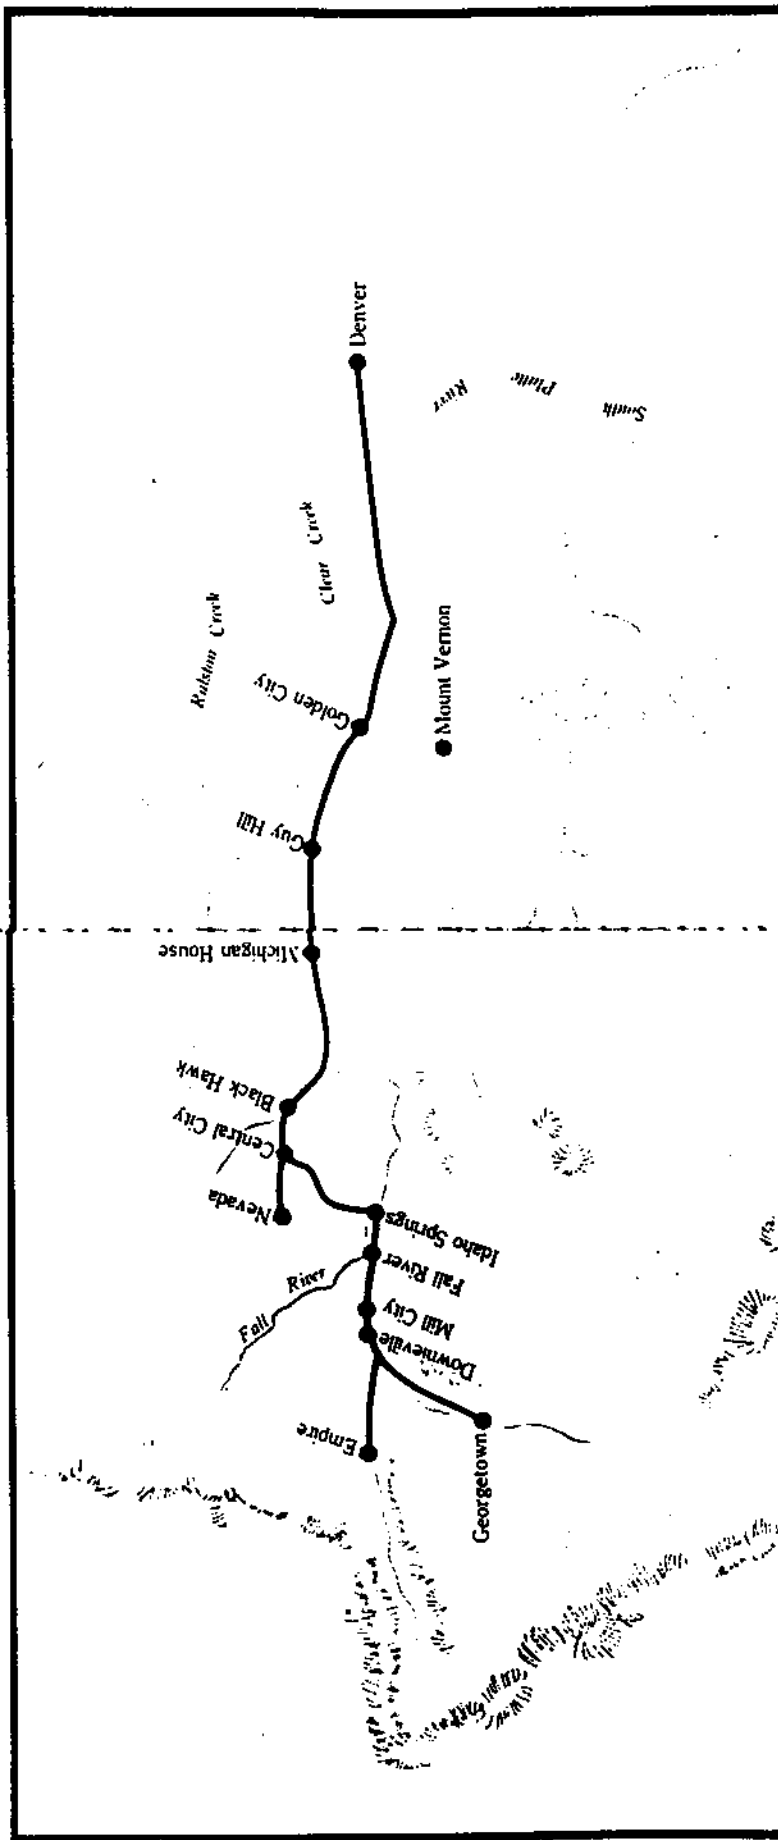 Denver
South Platte River
Clear Creek
Ralston Creek
Golden City
Mount Vernon
Guy Hill
Michigan House
Black Hawk
Central City
Nevada
Idaho Springs
Fall River
Fall River
Mill City
Downieville
Empire
Georgetown